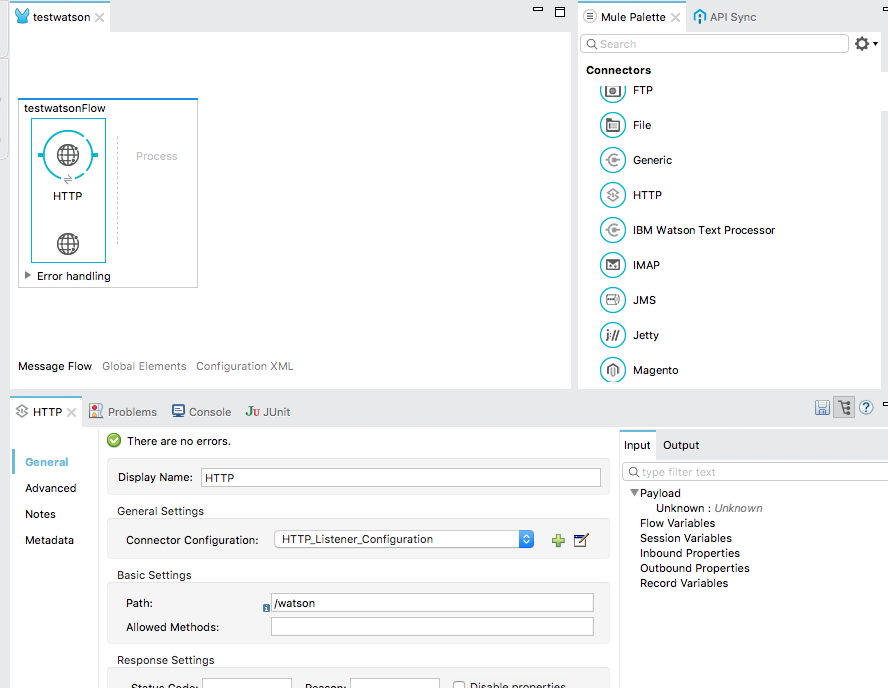 testwatson
Mule Palette
API Sync
Search
Connectors
FTP
File
Generic
HTTP
IBM Watson Text Processor
IMAP
JMS
Jetty
Magento
testwatsonFlow
HTTP
Process
Error handling
Message Flow Global Elements Configuration XML
HTTP
Problems
Console
JU JUnit
There are no errors.
General
Advanced
Notes
Metadata
Display Name: HTTP
General Settings
Connector Configuration: HTTP_Listener_Configuration
Basic Settings
Path: /watson
Allowed Methods:
Response Settings
Status Code: Reason: Disable properties
Input Output
type filter text
Payload
Unknown : Unknown
Flow Variables
Session Variables
Inbound Properties
Outbound Properties
Record Variables